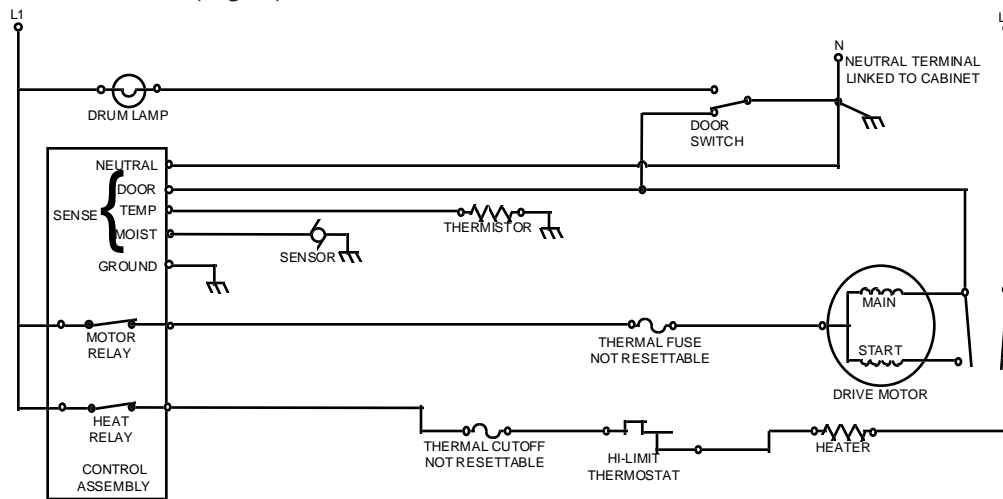 L1
N
NEUTRAL TERMINAL
LINKED TO CABINET
DRUM LAMP
DOOR
SWITCH
NEUTRAL
DOOR
SENSE
TEMP
THERMISTOR
MOIST
SENSOR
GROUND
MAIN
MOTOR
RELAY
THERMAL FUSE
NOT RESETTABLE
START
DRIVE MOTOR
HEAT
RELAY
THERMAL CUTOFF
NOT RESETTABLE
HI-LIMIT
THERMOSTAT
HEATER
CONTROL
ASSEMBLY